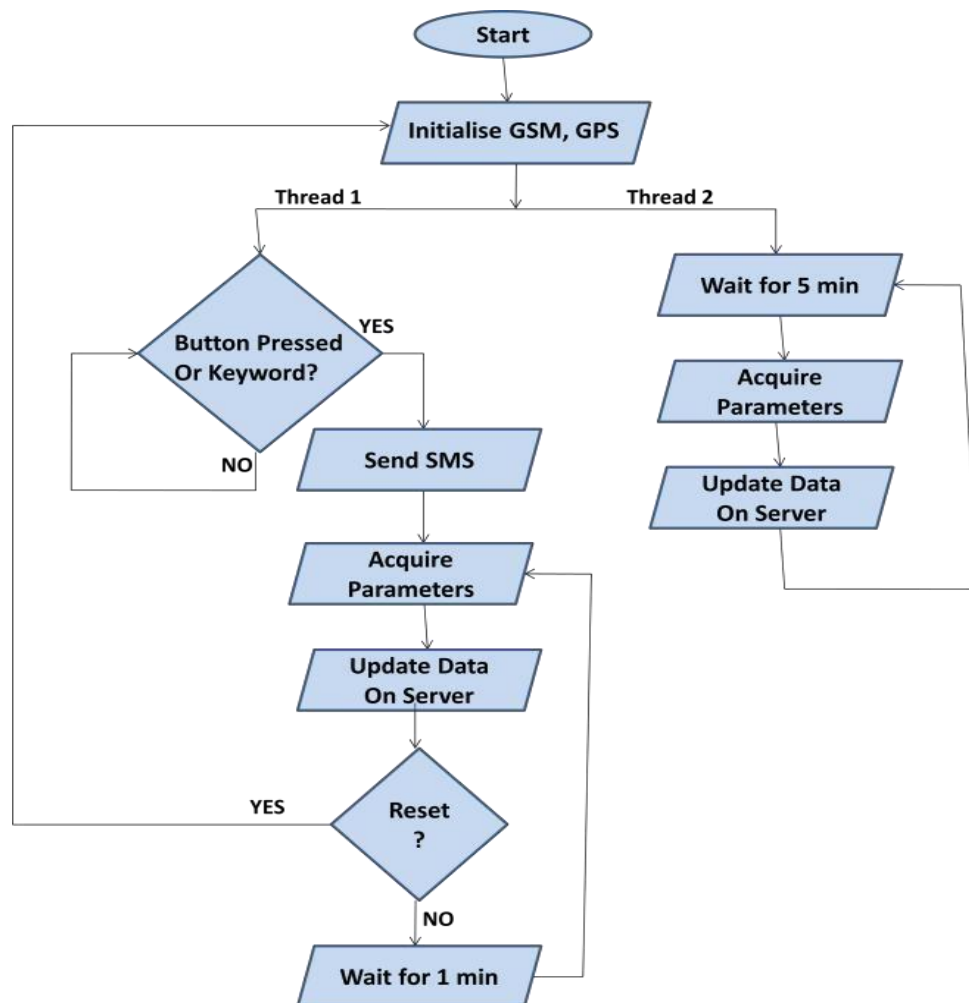 Start
Initialise GSM, GPS
Thread 1
Thread 2
Button Pressed
Or Keyword?
YES
NO
Send SMS
Acquire
Parameters
Update Data
On Server
Reset
?
YES
NO
Wait for 1 min
Wait for 5 min
Acquire
Parameters
Update Data
On Server